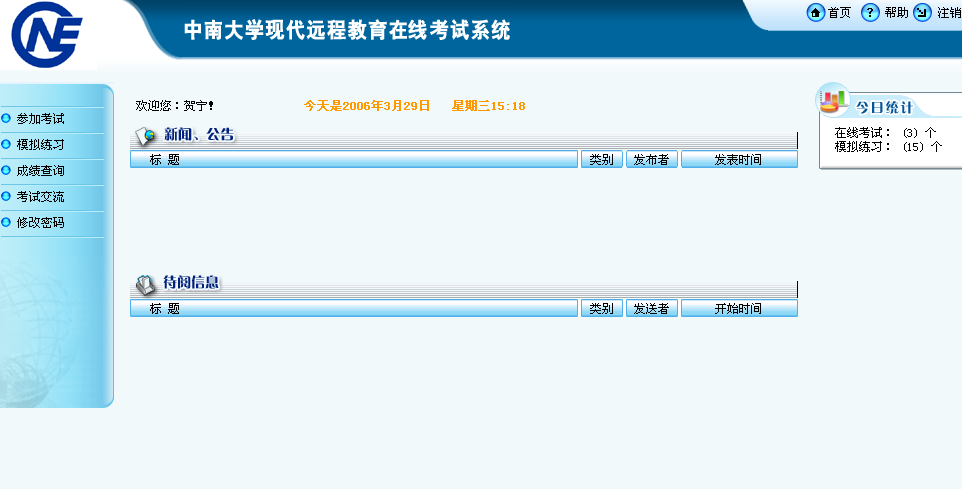 首页 帮助 注销
中南大学现代远程教育在线考试系统
参加考试
模拟练习
成绩查询
考试交流
修改密码
欢迎您：贺宁! 今天是2006年3月29日 星期三15:18
新闻、公告
标 题 类别 发布者 发表时间
待阅信息
标 题 类别 发送者 开始时间
今日统计
在线考试： （3）个
模拟练习： （15）个